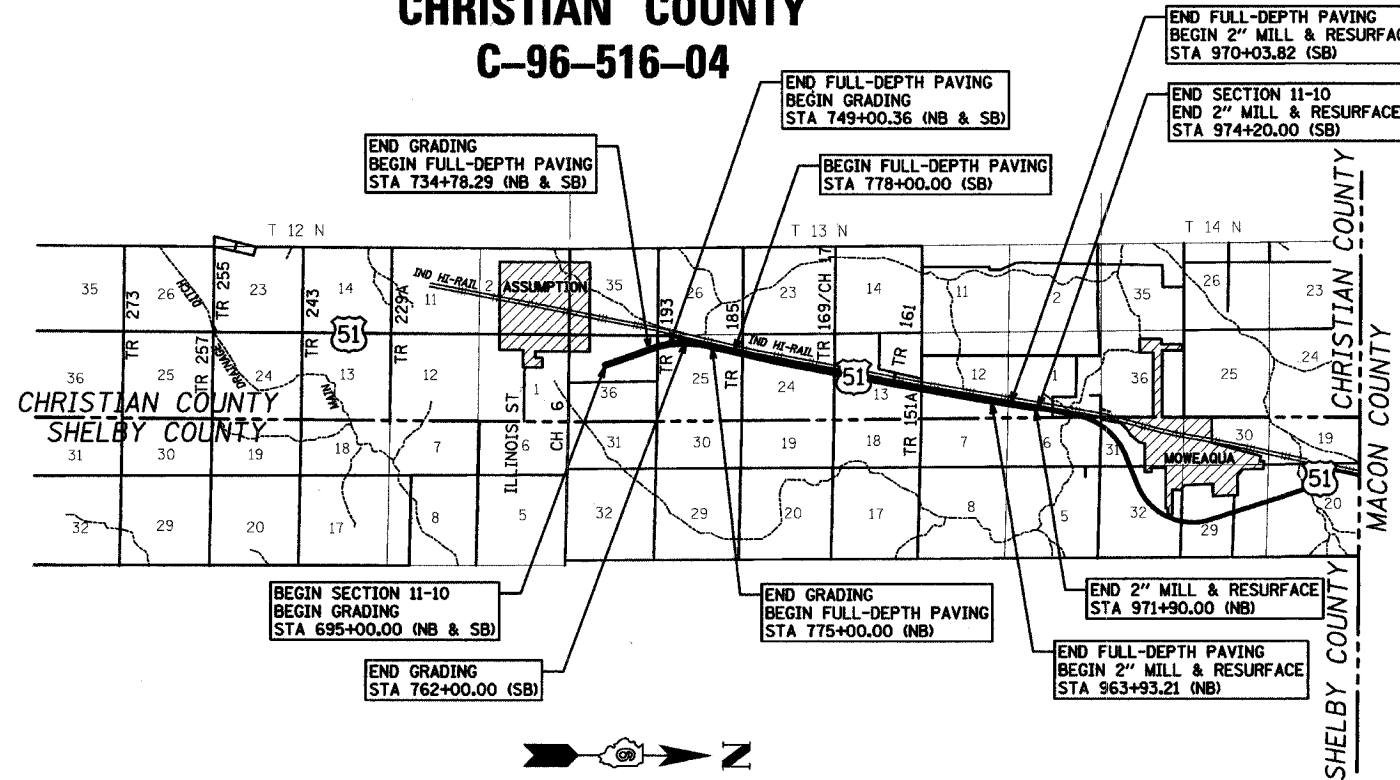 CHRISTIAN COUNTY
C-96-516-04
END FULL-DEPTH PAVING
BEGIN 2" MILL & RESURFAC
STA 970+03.82 (SB)
END FULL-DEPTH PAVING
BEGIN GRADING
STA 749+00.36 (NB & SB)
END SECTION 11-10
END 2" MILL & RESURFACE
STA 974+20.00 (SB)
END GRADING
BEGIN FULL-DEPTH PAVING
STA 734+78.29 (NB & SB)
BEGIN FULL-DEPTH PAVING
STA 778+00.00 (SB)
T 12 N
T 13 N
T 14 N
35
TR 273
26
DITCH
TR 255
23
TR 243
14
51
229A
TR
IND HI-RAIL
11
2
ASSUMPTION
35
193
TR
26
185
TR
23
IND HI-RAIL
TR 169/CH 17
14
51
161
TR
11
2
35
26
23
36
25
TR 257
DRAINAGE
24
MAIN
13
12
1
36
25
24
13
TR 151A
12
1
36
25
24
CHRISTIAN COUNTY
SHELBY COUNTY
CHRISTIAN COUNTY
MACON COUNTY
SHELBY COUNTY
31
30
19
18
7
ILLINOIS ST
6
CH 6
31
30
19
18
7
6
31
MOWEAQUA
30
19
51
32
29
20
17
8
5
32
29
20
17
8
5
32
29
20
BEGIN SECTION 11-10
BEGIN GRADING
STA 695+00.00 (NB & SB)
END GRADING
BEGIN FULL-DEPTH PAVING
STA 775+00.00 (NB)
END 2" MILL & RESURFACE
STA 971+90.00 (NB)
END GRADING
STA 762+00.00 (SB)
END FULL-DEPTH PAVING
BEGIN 2" MILL & RESURFACE
STA 963+93.21 (NB)
N